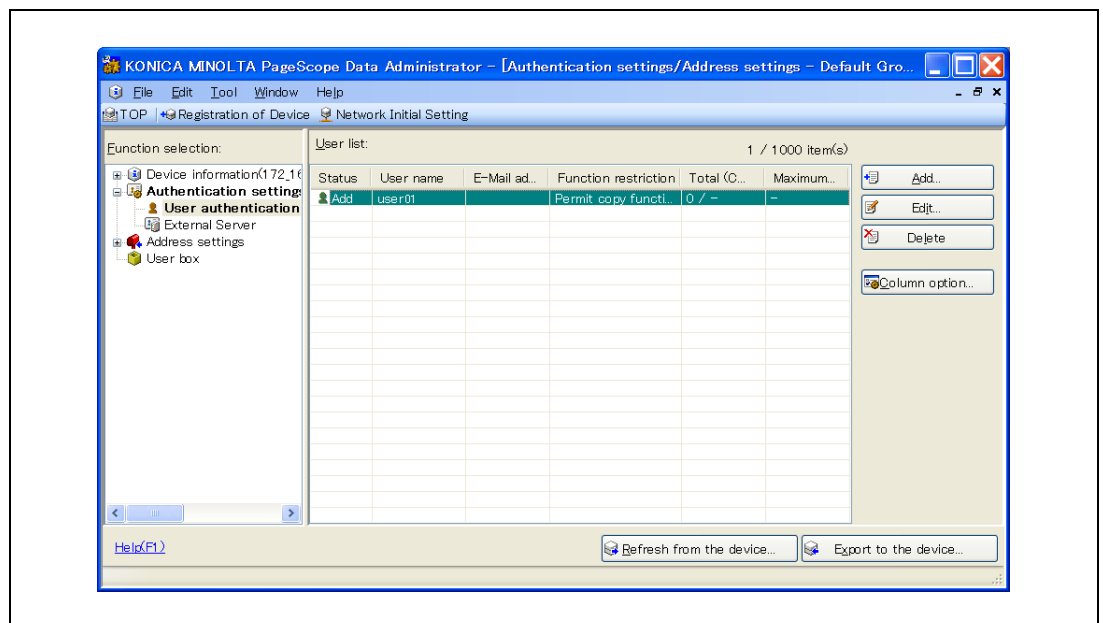 KONICA MINOLTA PageScope Data Administrator - [Authentication settings/Address settings - Default Gro...
File Edit Tool Window Help
TOP Registration of Device Network Initial Setting
Function selection:
User list:
1 / 1000 item(s)
Device information(172_16
Authentication setting
User authentication
External Server
Address settings
User box
Status User name E-Mail ad... Function restriction Total (C... Maximum...
Add user01 Permit copy functi... 0 / - -
Add...
Edit...
Delete
Column option...
Help(F1)
Refresh from the device...
Export to the device...